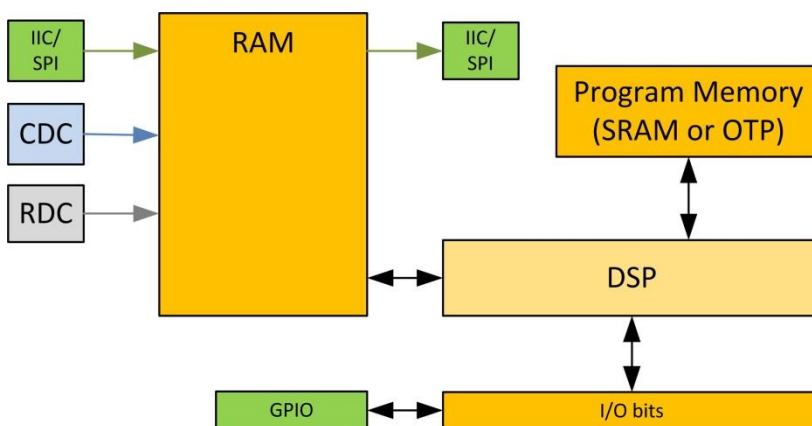 IIC/
SPI
RAM
IIC/
SPI
CDC
Program Memory
(SRAM or OTP)
RDC
DSP
GPIO
I/O bits